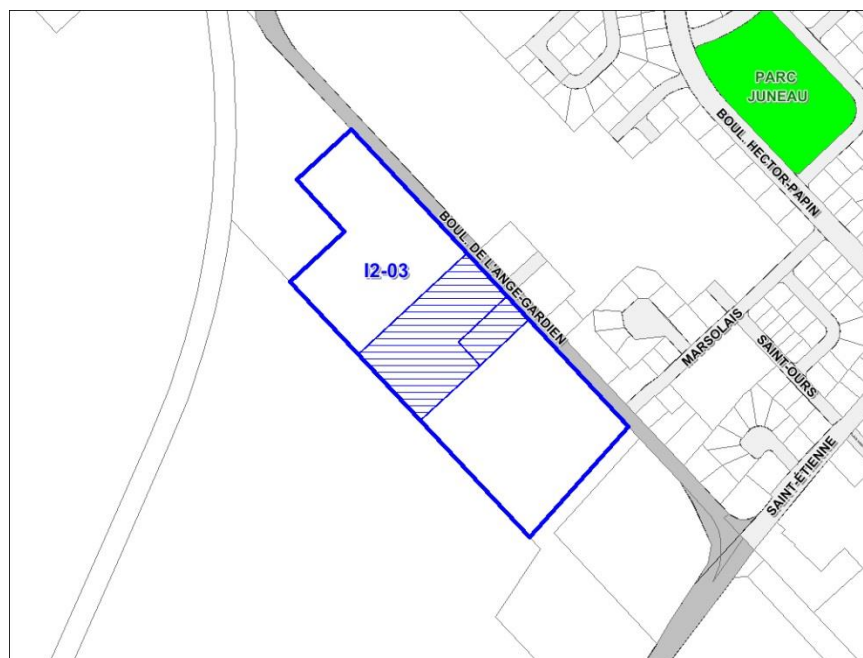 PARC
JUNEAU
BOUL. HECTOR-PAPIN
BOUL. DE L'ANGE-GARDIEN
I2-03
MARSOLAIS
SAINT-OURS
SAINT-ÉTIENNE